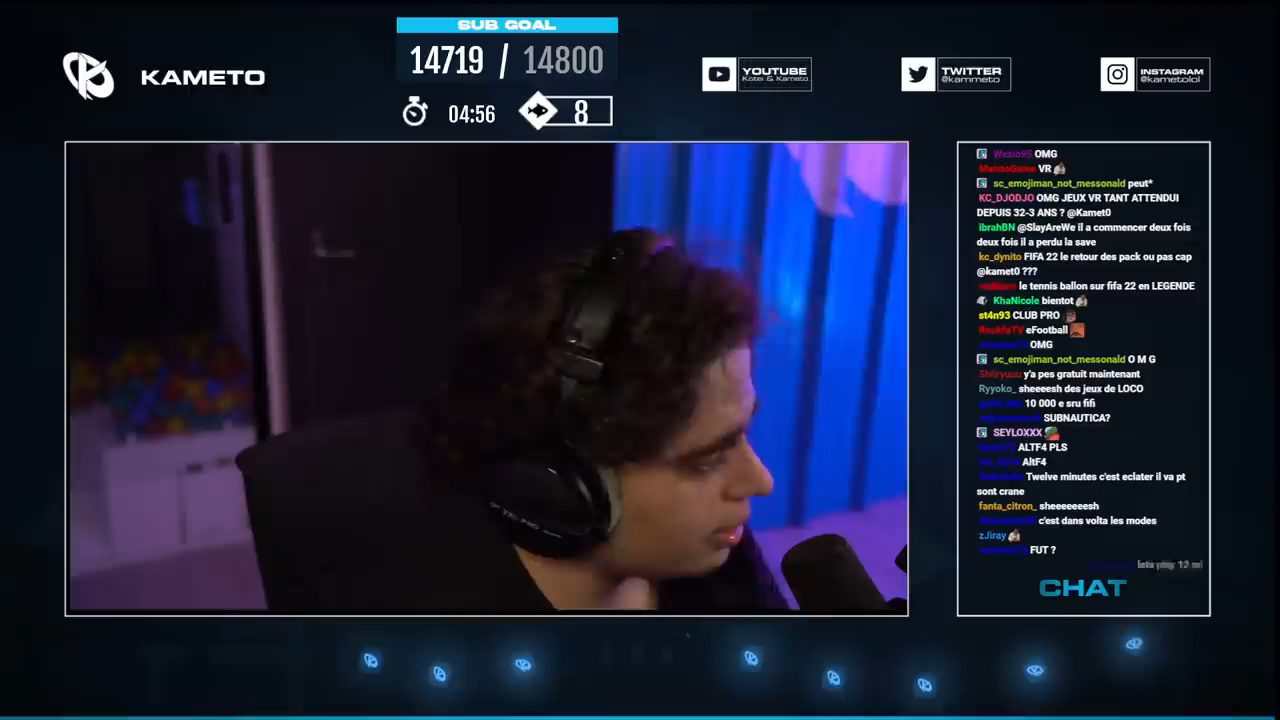 SUB GOAL
14719 / 14800
KAMETO
YOUTUBE
Kotei & Kameto
TWITTER
@kammeto
INSTAGRAM
@kametolol
04:56
8
Wezio95 OMG
VR
sc_emojiman_not_messonald peut*
KC_DJODJO OMG JEUX VR TANT ATTENDUI
DEPUIS 32-3 ANS ? @Kamet0
ibrahBN @SlayAreWe il a commencer deux fois
deux fois il a perdu la save
kc_dynito FIFA 22 le retour des pack ou pas cap
@kamet0 ???
le tennis ballon sur fifa 22 en LEGENDE
KhaNicole bientot
st4n93 CLUB PRO
RoukfaTV eFootball
OMG
sc_emojiman_not_messonald O M G
Shiiryuuu y'a pes gratuit maintenant
Ryyoko_ sheeeesh des jeux de LOCO
10 000 e sru fifi
SUBNAUTICA?
SEYLOXXX
ALTF4 PLS
AltF4
Twelve minutes c'est eclater il va pt
sont crane
fanta_citron_ sheeeeeesh
c'est dans volta les modes
zJiray
FUT ?
CHAT